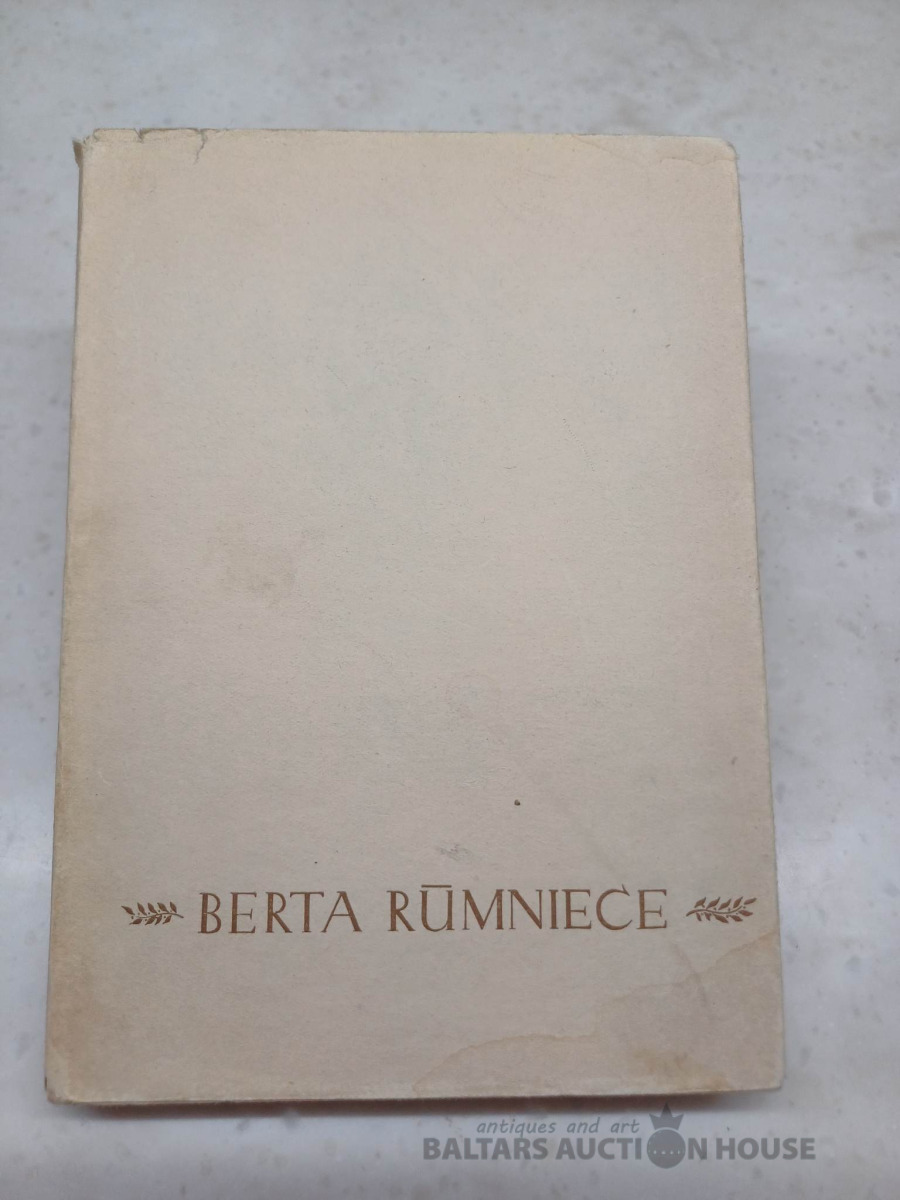 BERTA RŪMNIECE
antiques and art
BALTARS AUCTION HOUSE